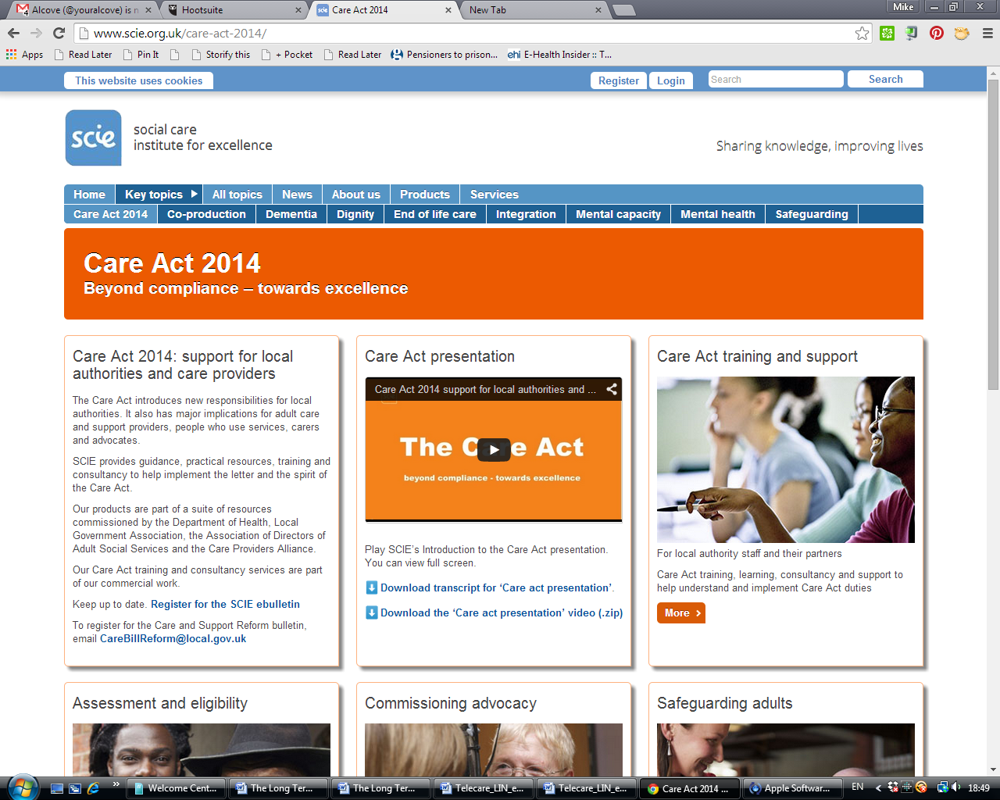 Alcove (@youralcove) is n
Hootsuite
Care Act 2014
New Tab
Mike
www.scie.org.uk/care-act-2014/
Apps
Read Later
Pin It
Storify this
+ Pocket
Read Later
Pensioners to prison...
ehi
E-Health Insider :: T...
This website uses cookies
Register
Login
Search
Search
scie
social care
institute for excellence
Sharing knowledge, improving lives
Home
Key topics
All topics
News
About us
Products
Services
Care Act 2014
Co-production
Dementia
Dignity
End of life care
Integration
Mental capacity
Mental health
Safeguarding
Care Act 2014
Beyond compliance – towards excellence
Care Act 2014: support for local
authorities and care providers
The Care Act introduces new responsibilities for local
authorities. It also has major implications for adult care
and support providers, people who use services, carers
and advocates.
SCIE provides guidance, practical resources, training and
consultancy to help implement the letter and the spirit of
the Care Act.
Our products are part of a suite of resources
commissioned by the Department of Health, Local
Government Association, the Association of Directors of
Adult Social Services and the Care Providers Alliance.
Our Care Act training and consultancy services are part
of our commercial work.
Keep up to date. Register for the SCIE ebulletin
To register for the Care and Support Reform bulletin,
email CareBillReform@local.gov.uk
Care Act presentation
Care Act 2014 support for local authorities and ...
The Care Act
beyond compliance - towards excellence
Play SCIE's Introduction to the Care Act presentation.
You can view full screen.
Download transcript for ‘Care act presentation’.
Download the ‘Care act presentation’ video (.zip)
Care Act training and support
For local authority staff and their partners
Care Act training, learning, consultancy and support to
help understand and implement Care Act duties
More
Assessment and eligibility
Commissioning advocacy
Safeguarding adults
Welcome Cent...
The Long Ter...
The Long Ter...
Telecare_LIN_e...
Telecare_LIN_e...
Care Act 2014 ...
Apple Softwar...
EN
18:49